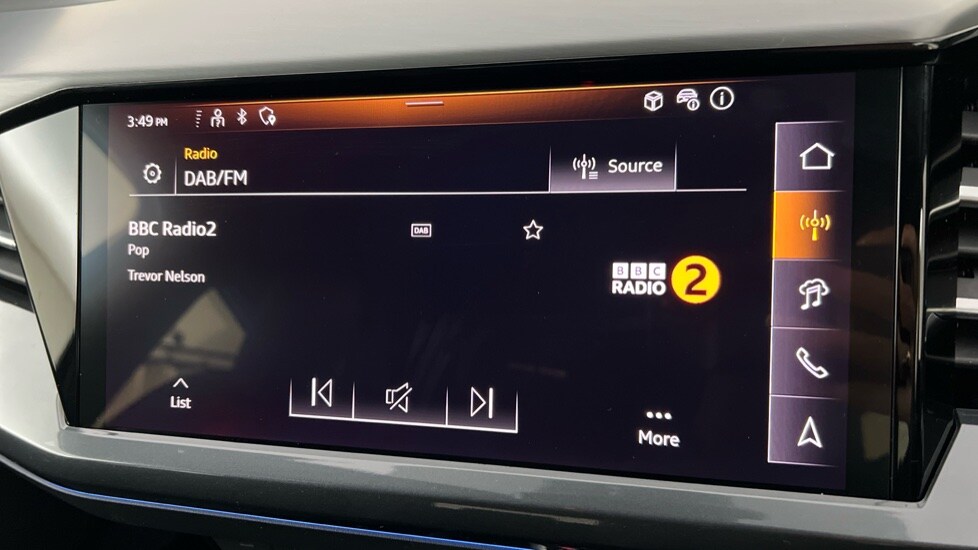 3:49 PM
Radio
DAB/FM
Source
BBC Radio2
DAB
Pop
Trevor Nelson
BBC
RADIO 2
List
More